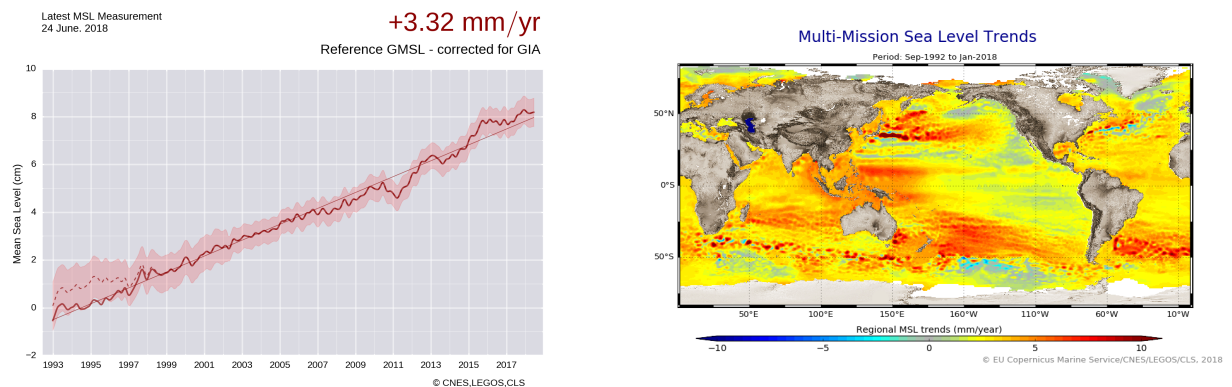 Latest MSL Measurement
24 June. 2018
+3.32 mm/yr
Reference GMSL - corrected for GIA
Mean Sea Level (cm)
10
8
6
4
2
0
−2
1993 1995 1997 1999 2001 2003 2005 2007 2009 2011 2013 2015 2017
© CNES,LEGOS,CLS
Multi-Mission Sea Level Trends
Period: Sep-1992 to Jan-2018
50°N
0°S
50°S
50°E 100°E 150°E 160°W 110°W 60°W 10°W
Regional MSL trends (mm/year)
−10 −5 0 5 10
© EU Copernicus Marine Service/CNES/LEGOS/CLS, 2018